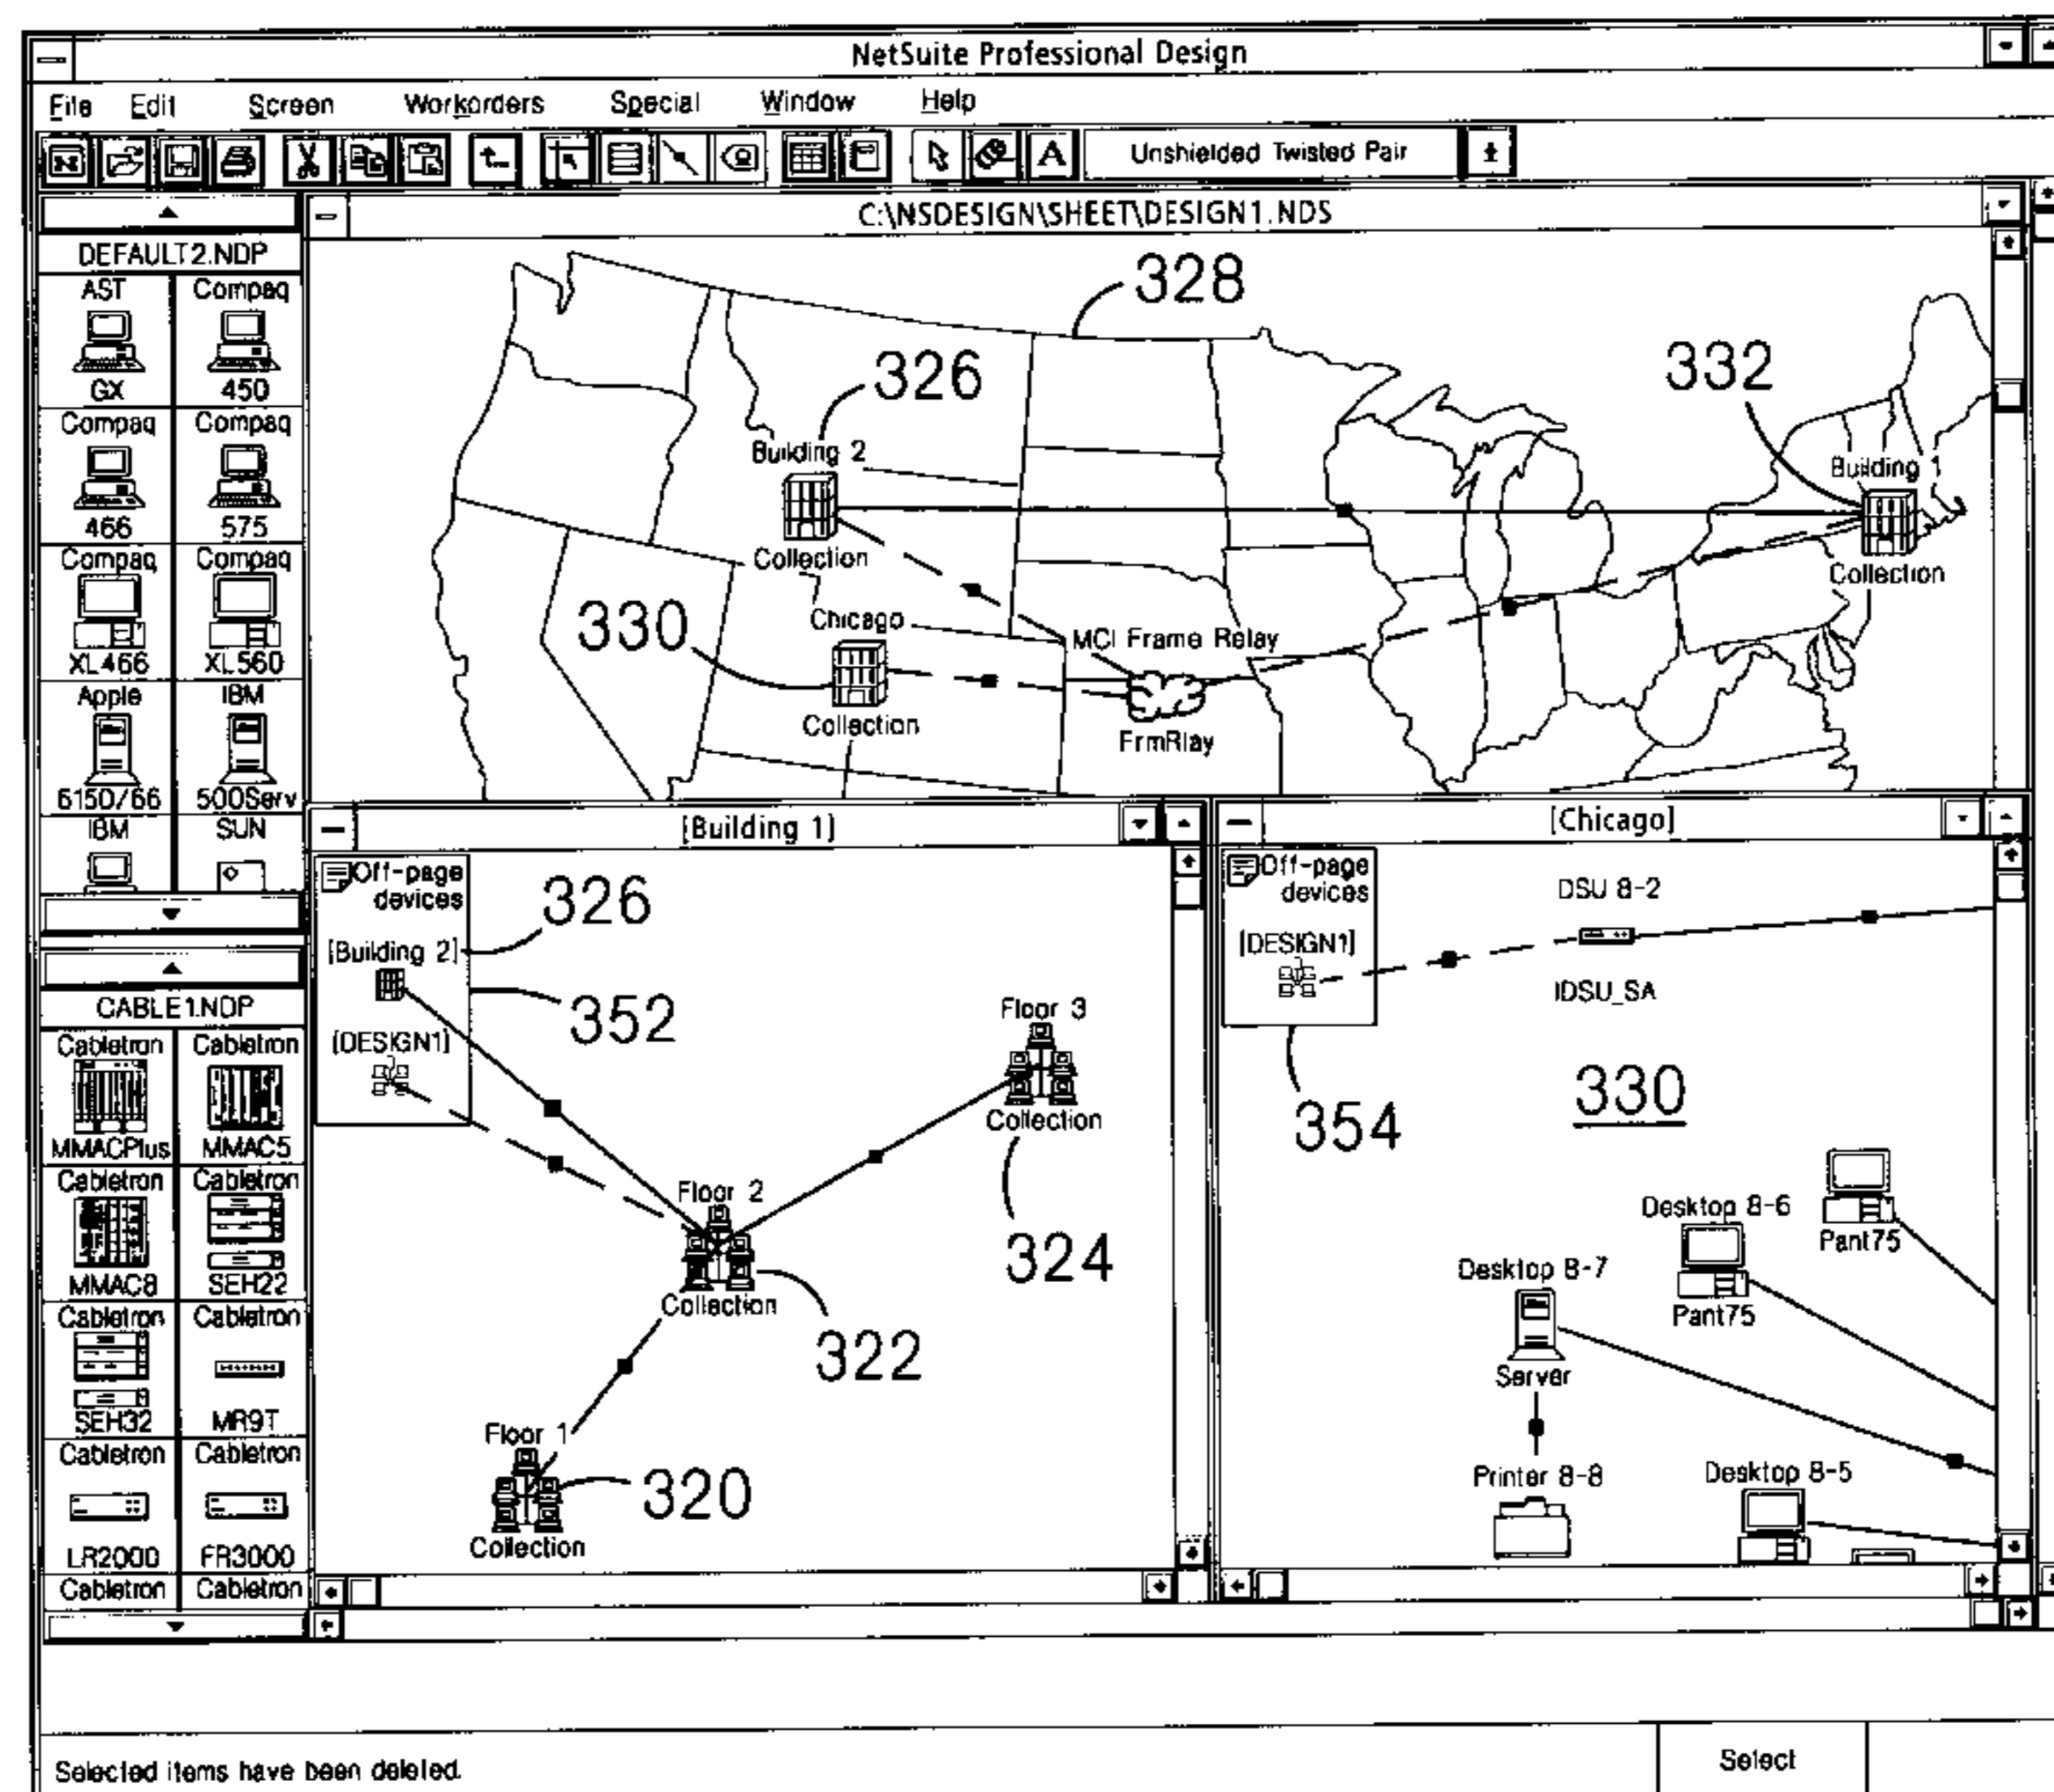 NetSuite Professional Design
File Edit Screen Workorders Special Window Help
N A Unshielded Twisted Pair
C:\NSDESIGN\SHEET\DESIGN1.NDS
DEFAULT2.NDP
AST Compaq
GX 450
Compaq Compaq
466 575
Compaq Compaq
XL466 XL560
Apple IBM
6150/66 500Serv
IBM SUN
328
326
332
Building 2
Collection
Building 1
Collection
330
Chicago
Collection
MCI Frame Relay
FrmRlay
CABLE1.NDP
Cabletron Cabletron
MMACPlus MMAC5
Cabletron Cabletron
MMAC8 SEH22
Cabletron Cabletron
SEH32 MR9T
Cabletron Cabletron
LR2000 FR3000
Cabletron Cabletron
[Building 1]
Off-page
devices
326
[Building 2]
352
[DESIGN1]
Floor 3
Collection
324
Floor 2
Collection
322
Floor 1
320
Collection
[Chicago]
Off-page
devices
[DESIGN1]
354
DSU 8-2
IDSU_SA
330
Pant75
Desktop 8-6
Pant75
Desktop 8-7
Server
Printer 8-8
Desktop 8-5
Selected items have been deleted.
Select